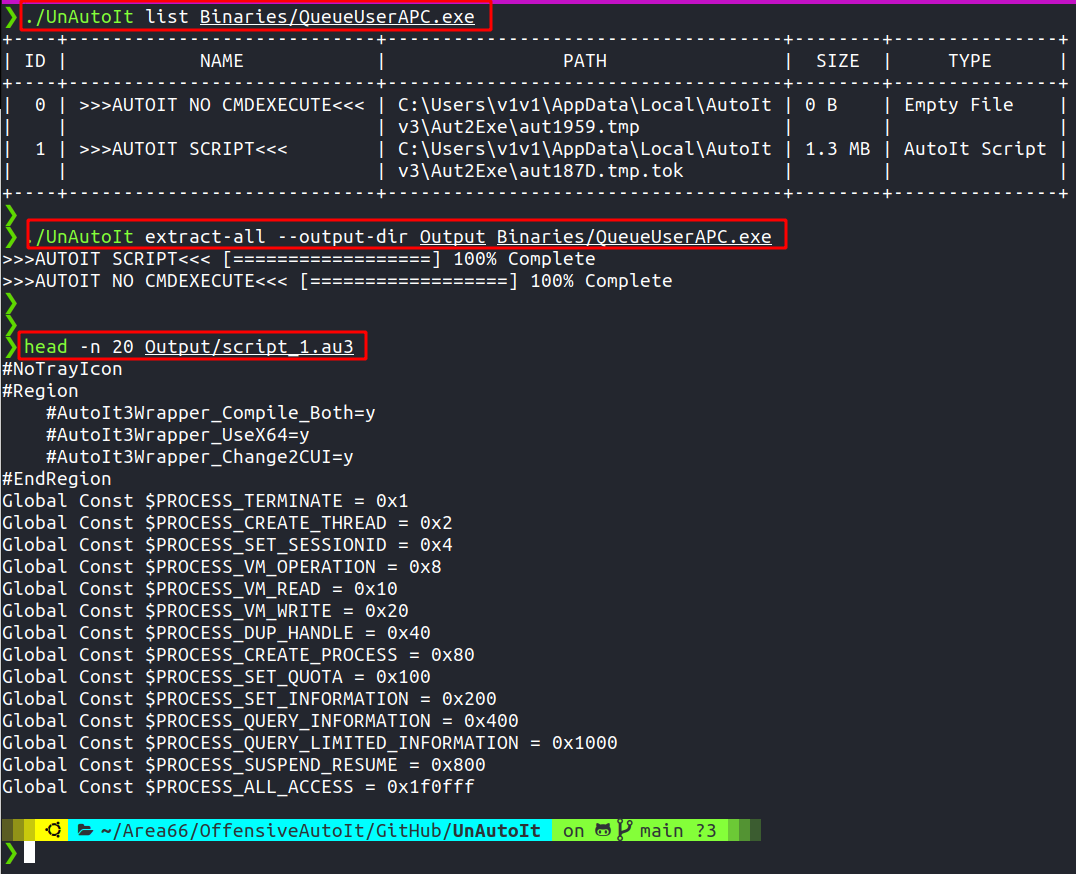 ❯ ./UnAutoIt list Binaries/QueueUserAPC.exe
+----+-----------------------------+-------------------------------------+--------+---------------+
| ID |            NAME             |                PATH                 |  SIZE  |     TYPE      |
+----+-----------------------------+-------------------------------------+--------+---------------+
|  0 | >>>AUTOIT NO CMDEXECUTE<<< | C:\Users\v1v1\AppData\Local\AutoIt | 0 B    | Empty File    |
|    |                             | v3\Aut2Exe\aut1959.tmp              |        |               |
|  1 | >>>AUTOIT SCRIPT<<<         | C:\Users\v1v1\AppData\Local\AutoIt | 1.3 MB | AutoIt Script |
|    |                             | v3\Aut2Exe\aut187D.tmp.tok          |        |               |
+----+-----------------------------+-------------------------------------+--------+---------------+
❯
❯ ./UnAutoIt extract-all --output-dir Output Binaries/QueueUserAPC.exe
>>>AUTOIT SCRIPT<<< [==================] 100% Complete
>>>AUTOIT NO CMDEXECUTE<<< [==================] 100% Complete
❯
❯
❯ head -n 20 Output/script_1.au3
#NoTrayIcon
#Region
    #AutoIt3Wrapper_Compile_Both=y
    #AutoIt3Wrapper_UseX64=y
    #AutoIt3Wrapper_Change2CUI=y
#EndRegion
Global Const $PROCESS_TERMINATE = 0x1
Global Const $PROCESS_CREATE_THREAD = 0x2
Global Const $PROCESS_SET_SESSIONID = 0x4
Global Const $PROCESS_VM_OPERATION = 0x8
Global Const $PROCESS_VM_READ = 0x10
Global Const $PROCESS_VM_WRITE = 0x20
Global Const $PROCESS_DUP_HANDLE = 0x40
Global Const $PROCESS_CREATE_PROCESS = 0x80
Global Const $PROCESS_SET_QUOTA = 0x100
Global Const $PROCESS_SET_INFORMATION = 0x200
Global Const $PROCESS_QUERY_INFORMATION = 0x400
Global Const $PROCESS_QUERY_LIMITED_INFORMATION = 0x1000
Global Const $PROCESS_SUSPEND_RESUME = 0x800
Global Const $PROCESS_ALL_ACCESS = 0x1f0fff
~/Area66/OffensiveAutoIt/GitHub/UnAutoIt on main ?3
❯